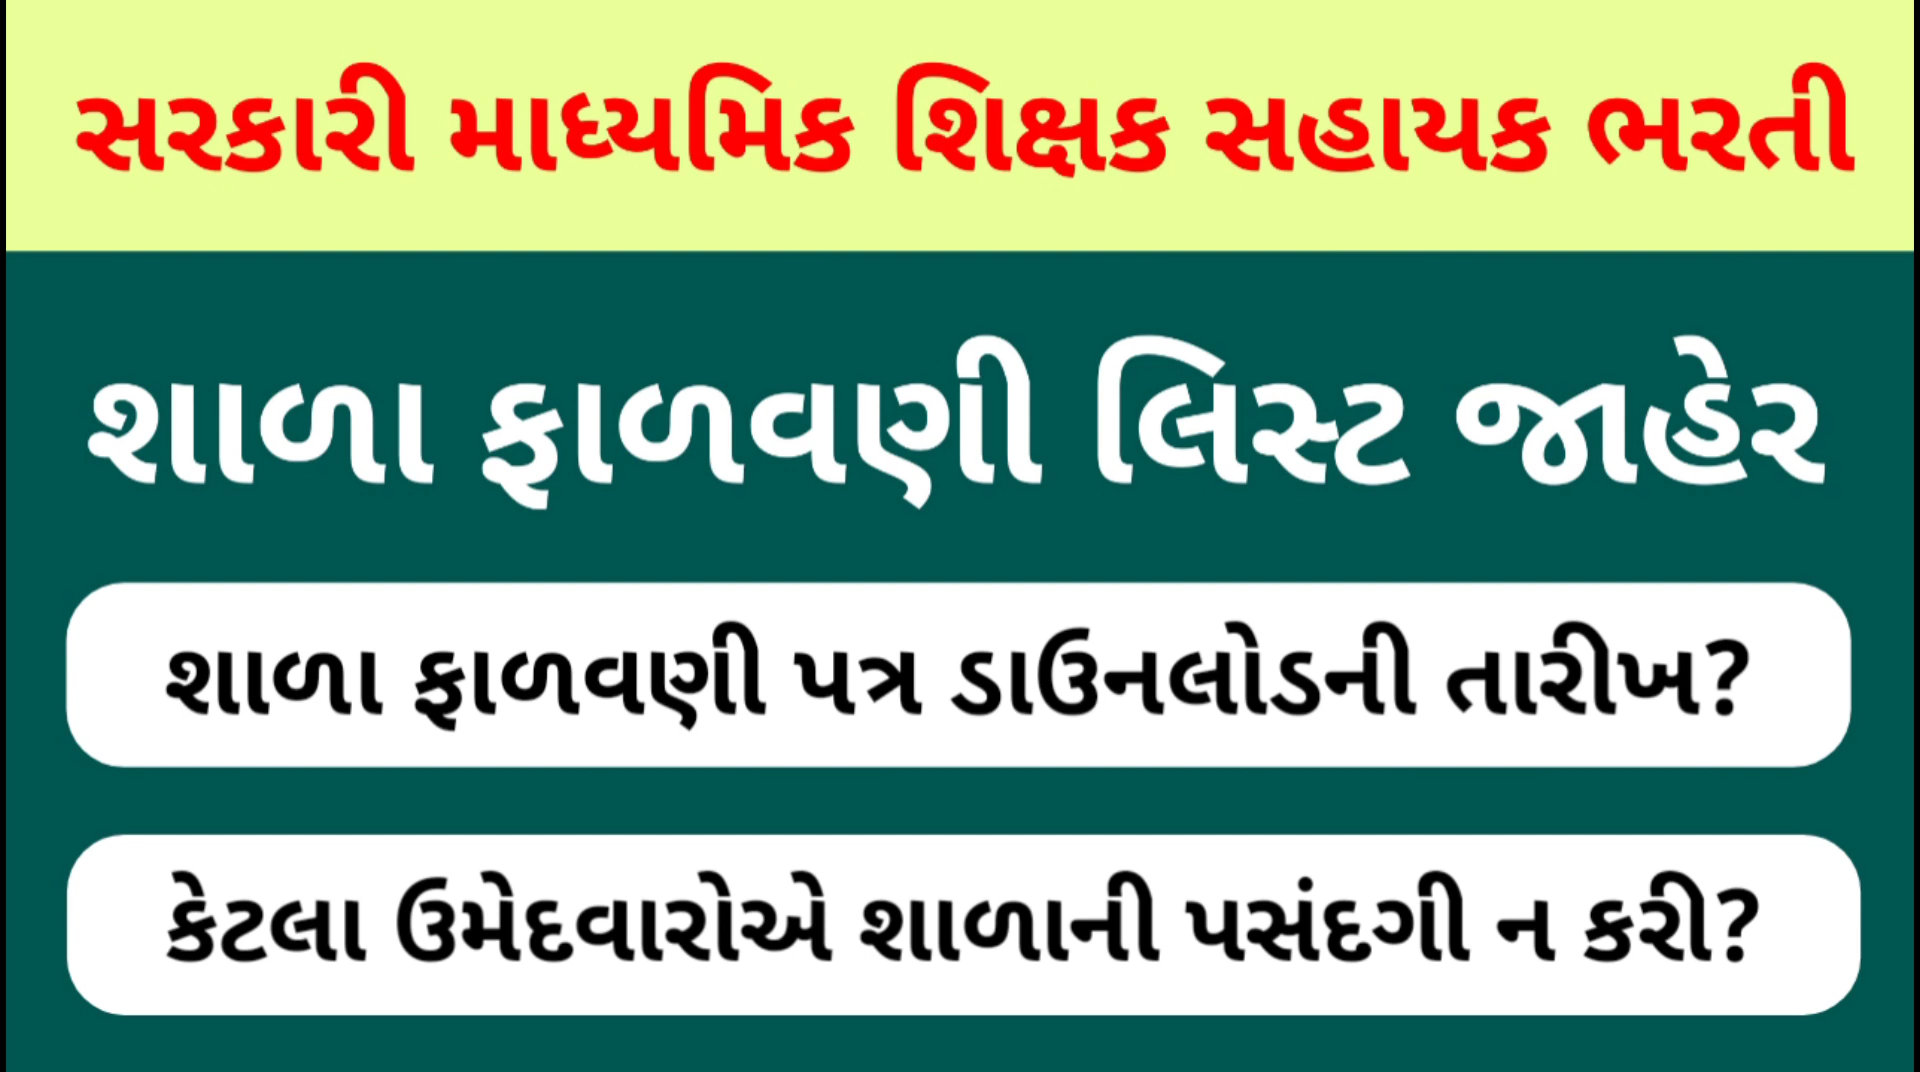 સરકારી માધ્યમિક શિક્ષક સહાયક ભરતી
શાળા ફાળવણી લિસ્ટ જાહેર
શાળા ફાળવણી પત્ર ડાઉનલોડની તારીખ?
કેટલા ઉમેદવારોએ શાળાની પસંદગી ન કરી?